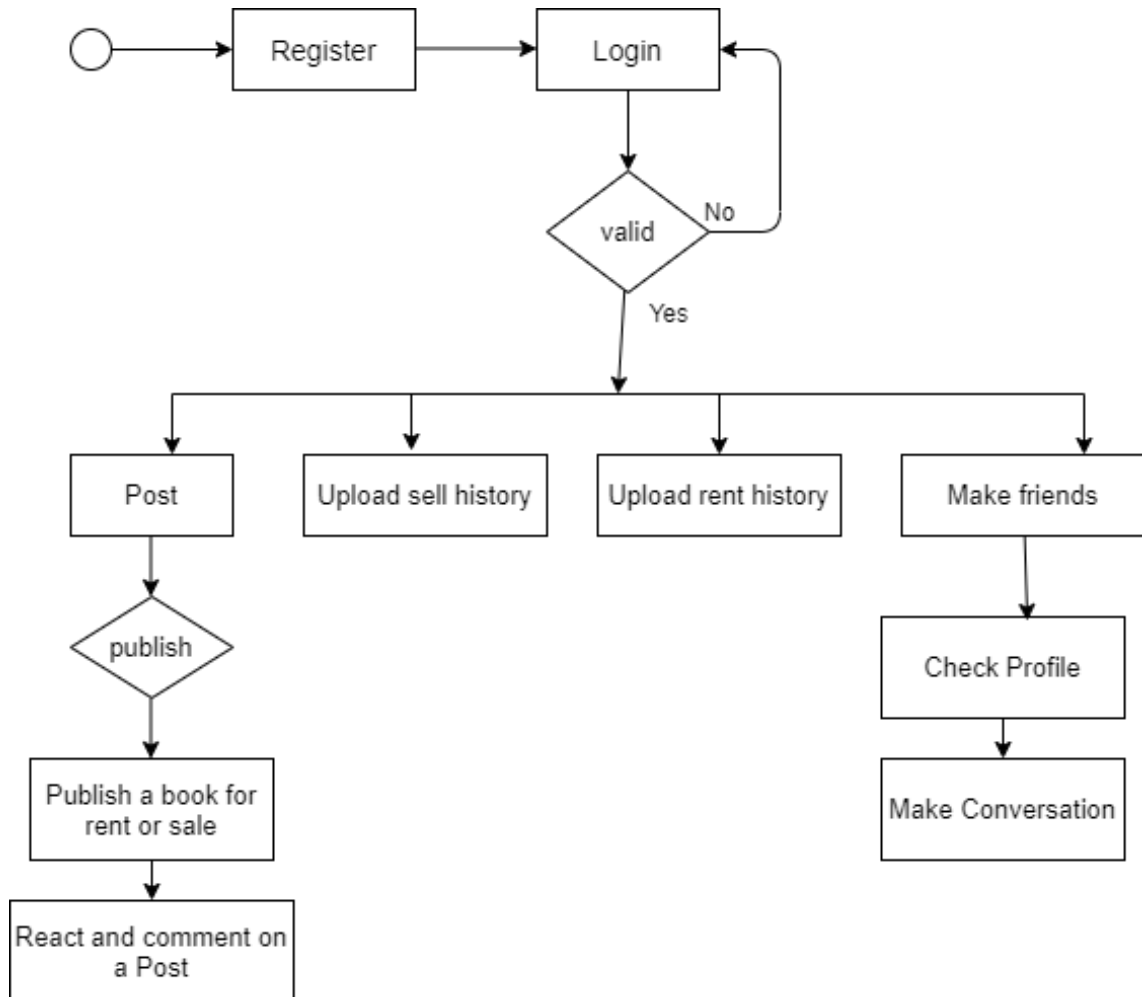 Register
Login
valid
No
Yes
Post
Upload sell history
Upload rent history
Make friends
publish
Check Profile
Publish a book for
rent or sale
Make Conversation
React and comment on
a Post